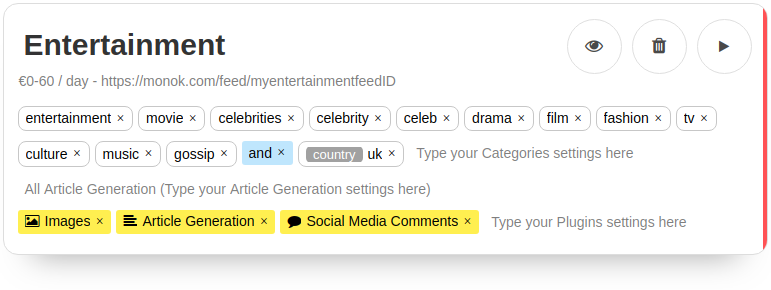 Entertainment
€0-60 / day - https://monok.com/feed/myentertainmentfeedID
entertainment × movie × celebrities × celebrity × celeb × drama × film × fashion × tv ×
culture × music × gossip × and × country uk × Type your Categories settings here
All Article Generation (Type your Article Generation settings here)
Images × Article Generation × Social Media Comments × Type your Plugins settings here